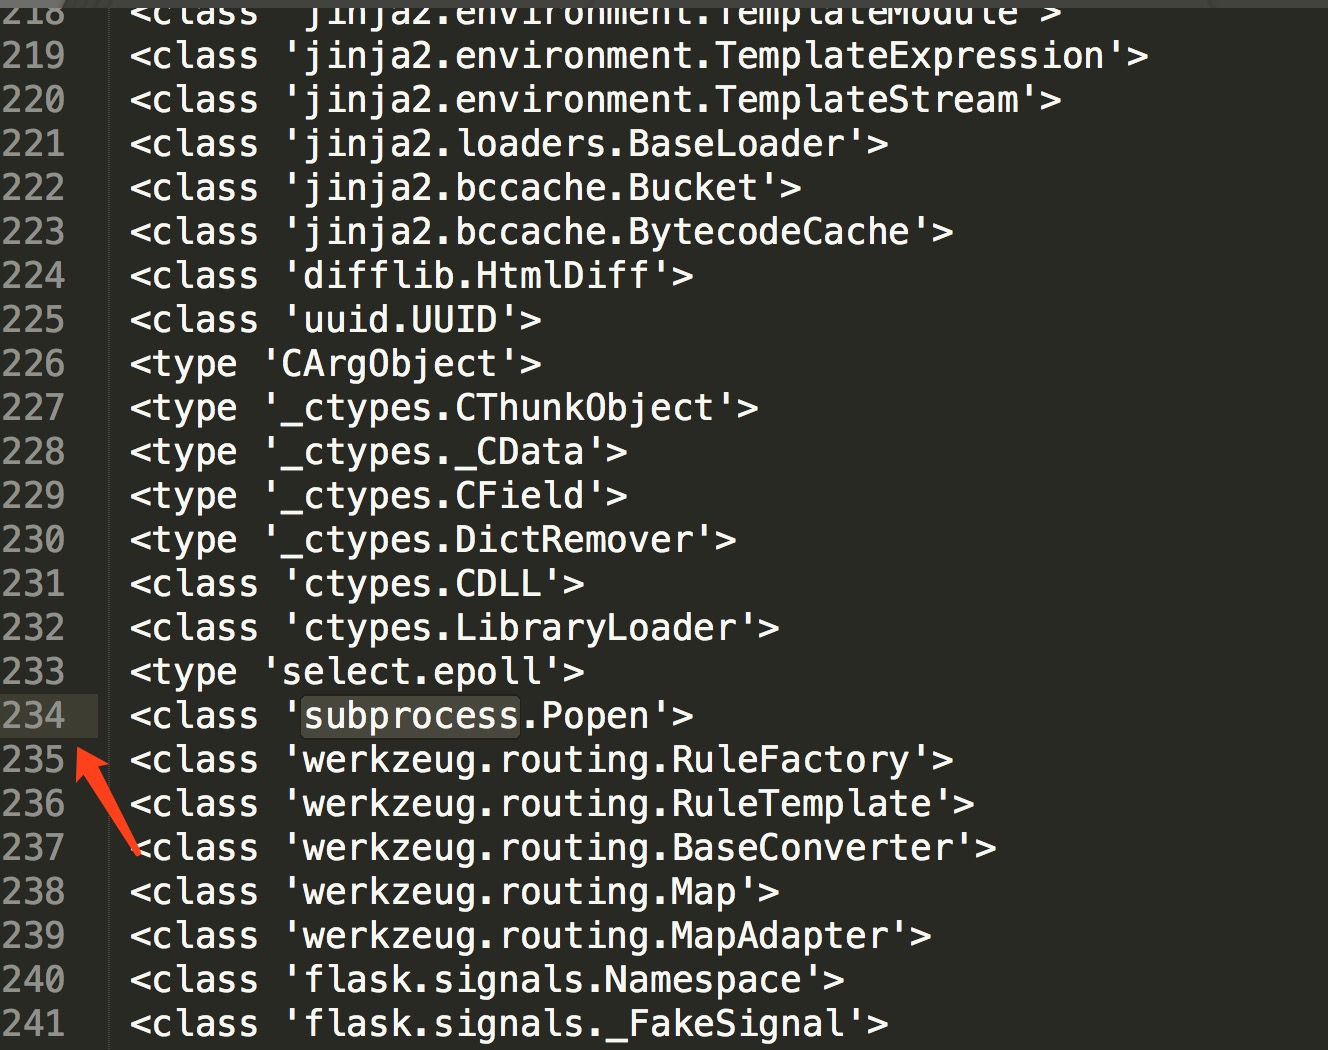 218 <class 'jinja2.environment.TemplateModule'>
219 <class 'jinja2.environment.TemplateExpression'>
220 <class 'jinja2.environment.TemplateStream'>
221 <class 'jinja2.loaders.BaseLoader'>
222 <class 'jinja2.bccache.Bucket'>
223 <class 'jinja2.bccache.BytecodeCache'>
224 <class 'difflib.HtmlDiff'>
225 <class 'uuid.UUID'>
226 <type 'CArgObject'>
227 <type '_ctypes.CThunkObject'>
228 <type '_ctypes._CData'>
229 <type '_ctypes.CField'>
230 <type '_ctypes.DictRemover'>
231 <class 'ctypes.CDLL'>
232 <class 'ctypes.LibraryLoader'>
233 <type 'select.epoll'>
234 <class 'subprocess.Popen'>
235 <class 'werkzeug.routing.RuleFactory'>
236 <class 'werkzeug.routing.RuleTemplate'>
237 <class 'werkzeug.routing.BaseConverter'>
238 <class 'werkzeug.routing.Map'>
239 <class 'werkzeug.routing.MapAdapter'>
240 <class 'flask.signals.Namespace'>
241 <class 'flask.signals._FakeSignal'>